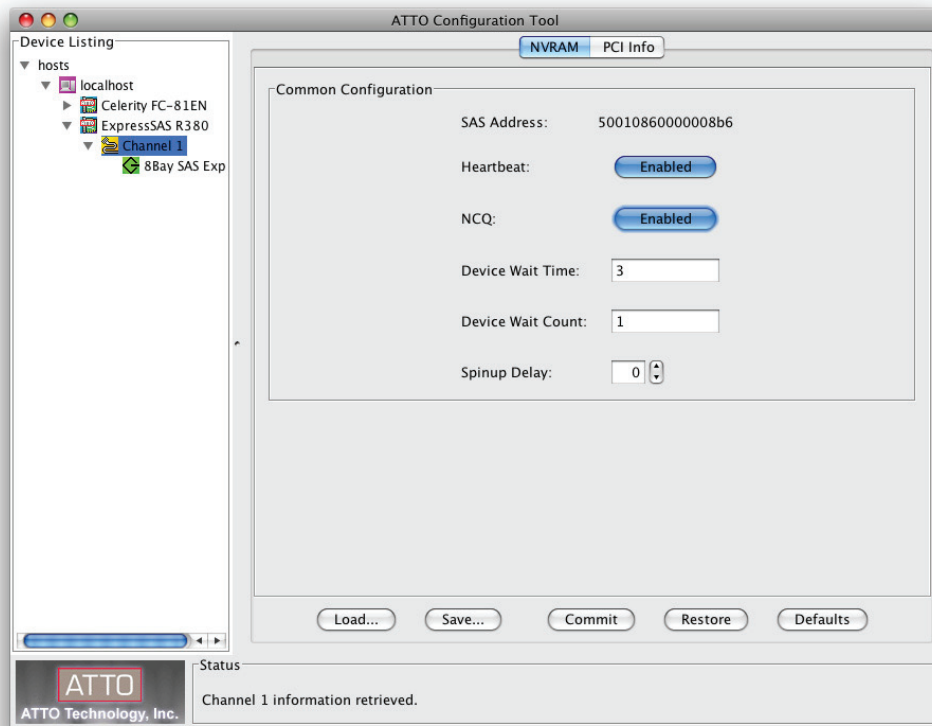 ATTO Configuration Tool
Device Listing
hosts
localhost
Celerity FC-81EN
ExpressSAS R380
Channel 1
8Bay SAS Exp
NVRAM
PCI Info
Common Configuration
SAS Address: 50010860000008b6
Heartbeat: Enabled
NCQ: Enabled
Device Wait Time: 3
Device Wait Count: 1
Spinup Delay: 0
Load... Save... Commit Restore Defaults
ATTO
ATTO Technology, Inc.
Status
Channel 1 information retrieved.